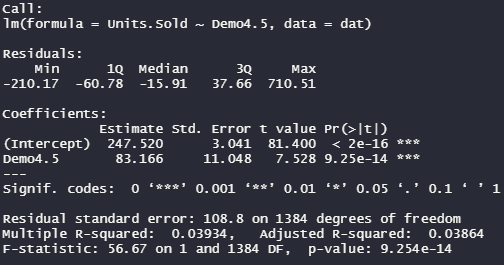 Call:
lm(formula = Units.Sold ~ Demo4.5, data = dat)
Residuals:
    Min      1Q  Median      3Q     Max
-210.17  -60.78  -15.91   37.66  710.51
Coefficients:
            Estimate Std. Error t value Pr(>|t|)
(Intercept)  247.520      3.041  81.400  < 2e-16 ***
Demo4.5       83.166     11.048   7.528 9.25e-14 ***
---
Signif. codes:  0 ‘***’ 0.001 ‘**’ 0.01 ‘*’ 0.05 ‘.’ 0.1 ‘ ’ 1
Residual standard error: 108.8 on 1384 degrees of freedom
Multiple R-squared:  0.03934,	Adjusted R-squared:  0.03864
F-statistic: 56.67 on 1 and 1384 DF,  p-value: 9.254e-14